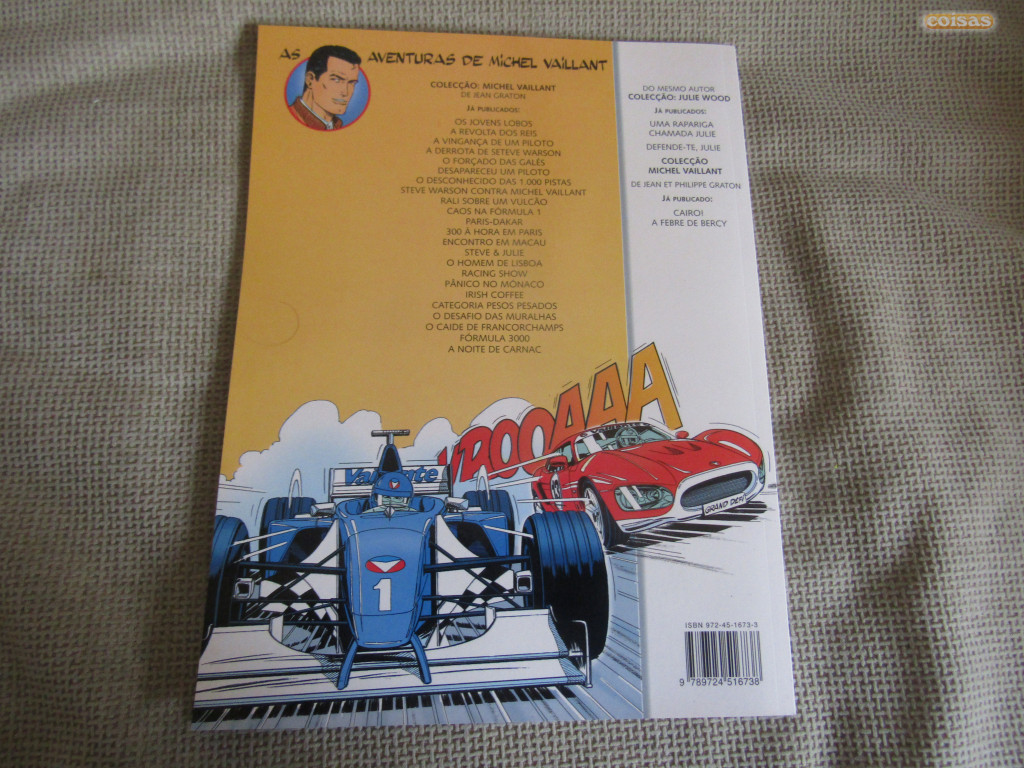 coisas
AS AVENTURAS DE MICHEL VAILLANT
COLECÇÃO: MICHEL VAILLANT
DE JEAN GRATON
JÁ PUBLICADOS:
OS JOVENS LOBOS
A REVOLTA DOS REIS
A VINGANÇA DE UM PILOTO
A DERROTA DE SETEVE WARSON
O FORÇADO DAS GALÉS
DESAPARECEU UM PILOTO
O DESCONHECIDO DAS 1.000 PISTAS
STEVE WARSON CONTRA MICHEL VAILLANT
RALI SOBRE UM VULCÃO
CAOS NA FÓRMULA 1
PARIS-DAKAR
300 À HORA EM PARIS
ENCONTRO EM MACAU
STEVE & JULIE
O HOMEM DE LISBOA
RACING SHOW
PÂNICO NO MÓNACO
IRISH COFFEE
CATEGORIA PESOS PESADOS
O DESAFIO DAS MURALHAS
O CAIDE DE FRANCORCHAMPS
FÓRMULA 3000
A NOITE DE CARNAC
DO MESMO AUTOR
COLECÇÃO: JULIE WOOD
JÁ PUBLICADOS:
UMA RAPARIGA
CHAMADA JULIE
DEFENDE-TE, JULIE
COLECÇÃO
MICHEL VAILLANT
DE JEAN ET PHILIPPE GRATON
JÁ PUBLICADO:
CAIRO!
A FEBRE DE BERCY
VROOAAA
Vaillante
1
GRAND DEFI
ISBN 972-45-1673-3
9 789724 516738